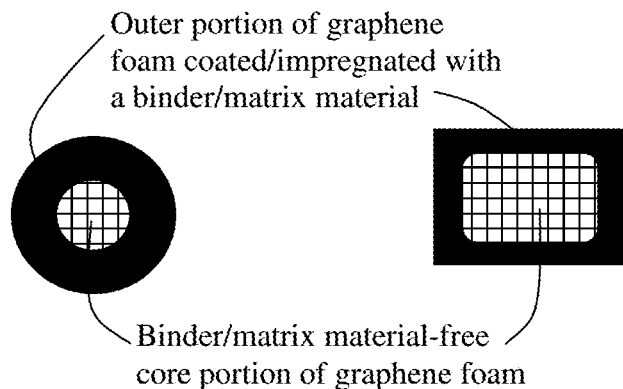 Outer portion of graphene
foam coated/impregnated with
a binder/matrix material
Binder/matrix material-free
core portion of graphene foam